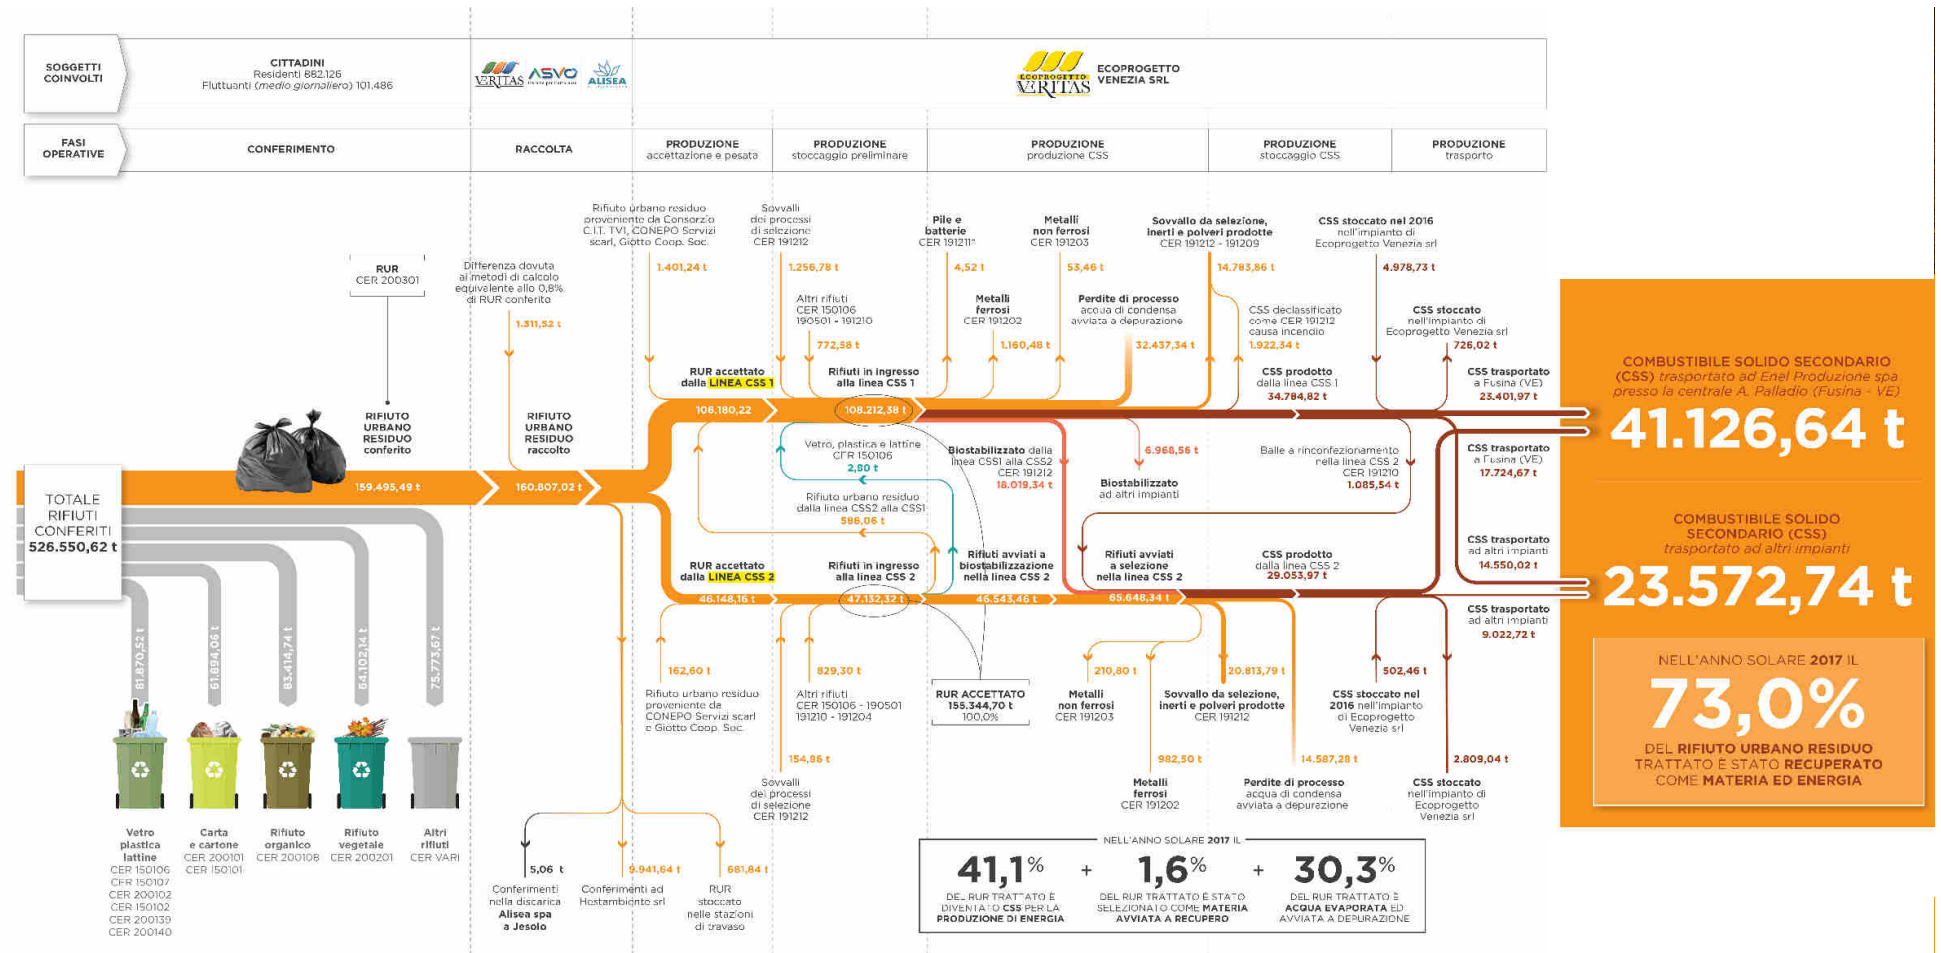 SOGGETTI
COINVOLTI
CITTADINI
Residenti 882.126
Fluttuanti (medio giornaliero) 101.486
VERITAS
ASVO
ALISEA
ECOPROGETTO
VERITAS
ECOPROGETTO
VENEZIA SRL
FASI
OPERATIVE
CONFERIMENTO
RACCOLTA
PRODUZIONE
accettazione e pesata
PRODUZIONE
stoccaggio preliminare
PRODUZIONE
produzione CSS
PRODUZIONE
stoccaggio CSS
PRODUZIONE
trasporto
RUR
CER 200301
Differenza dovuta
ai metodi di calcolo
equivalente allo 0,8%
di RUR conferito
1.311,52 t
Rifiuto urbano residuo
proveniente da Consorzio
C.I.T. TV1, CONEPO Servizi
scarl, Giotto Coop. Soc.
1.401,24 t
Sovvalli
dei processi
di selezione
CER 191212
1.256,78 t
Altri rifiuti
CER 150106
190501 - 191210
772,58 t
Pile e
batterie
CER 191211*
4,52 t
Metalli
ferrosi
CER 191202
1.160,48 t
Metalli
non ferrosi
CER 191203
53,46 t
Perdite di processo
acqua di condensa
avviata a depurazione
32.437,34 t
Sovvallo da selezione,
inerti e polveri prodotte
CER 191212 - 191209
14.783,86 t
CSS declassificato
come CER 191212
causa incendio
1.922,34 t
CSS stoccato nel 2016
nell'impianto di
Ecoprogetto Venezia srl
4.978,73 t
CSS stoccato
nell'impianto di
Ecoprogetto Venezia srl
726,02 t
RUR accettato
dalla LINEA CSS 1
106.180,22
Rifiuti in ingresso
alla linea CSS 1
108.212,38 t
CSS prodotto
dalla linea CSS 1
34.784,82 t
CSS trasportato
a Fusina (VE)
23.401,97 t
RIFIUTO
URBANO
RESIDUO
conferito
159.495,49 t
RIFIUTO
URBANO
RESIDUO
raccolto
160.807,02 t
Vetro, plastica e lattine
CER 150106
2,80 t
Rifiuto urbano residuo
dalla linea CSS2 alla CSS1
586,06 t
Biostabilizzato dalla
linea CSS1 alla CSS2
CER 191212
18.019,34 t
6.968,56 t
Biostabilizzato
ad altri impianti
Balle a rinconfezionamento
nella linea CSS 2
CER 191210
1.085,54 t
CSS trasportato
a Fusina (VE)
17.724,67 t
TOTALE
RIFIUTI
CONFERITI
526.550,62 t
RUR accettato
dalla LINEA CSS 2
46.148,16 t
Rifiuti in ingresso
alla linea CSS 2
47.132,32 t
Rifiuti avviati a
biostabilizzazione
nella linea CSS 2
46.543,46 t
Rifiuti avviati
a selezione
nella linea CSS 2
65.648,34 t
CSS prodotto
dalla linea CSS 2
29.053,97 t
CSS trasportato
ad altri impianti
14.550,02 t
CSS trasportato
ad altri impianti
9.022,72 t
81.870,52 t
61.894,06 t
83.414,74 t
64.102,14 t
75.773,67 t
162,60 t
Rifiuto urbano residuo
proveniente da
CONEPO Servizi scarl
e Giotto Coop. Soc.
829,30 t
Altri rifiuti
CER 150106 - 190501
191210 - 191204
154,86 t
Sovvalli
dei processi
di selezione
CER 191212
RUR ACCETTATO
155.344,70 t
100,0%
210,80 t
Metalli
non ferrosi
CER 191203
982,50 t
Metalli
ferrosi
CER 191202
20.813,79 t
Sovvallo da selezione,
inerti e polveri prodotte
CER 191212
14.587,28 t
Perdite di processo
acqua di condensa
avviata a depurazione
502,46 t
CSS stoccato nel
2016 nell'impianto
di Ecoprogetto
Venezia srl
2.809,04 t
CSS stoccato
nell'impianto di
Ecoprogetto
Venezia srl
Vetro
plastica
lattine
CER 150106
CER 150107
CER 200102
CER 150102
CER 200139
CER 200140
Carta
e cartone
CER 200101
CER 150101
Rifiuto
organico
CER 200108
Rifiuto
vegetale
CER 200201
Altri
rifiuti
CER VARI
5,06 t
Conferimenti
nella discarica
Alisea spa
a Jesolo
9.941,64 t
Conferimenti ad
Hestambiente srl
681,84 t
RUR
stoccato
nelle stazioni
di travaso
NELL'ANNO SOLARE 2017 IL
41,1%
DEL RUR TRATTATO È
DIVENTATO CSS PER LA
PRODUZIONE DI ENERGIA
+
1,6%
DEL RUR TRATTATO È STATO
SELEZIONATO COME MATERIA
AVVIATA A RECUPERO
+
30,3%
DEL RUR TRATTATO È
ACQUA EVAPORATA ED
AVVIATA A DEPURAZIONE
COMBUSTIBILE SOLIDO SECONDARIO
(CSS) trasportato ad Enel Produzione spa
presso la centrale A. Palladio (Fusina - VE)
41.126,64 t
COMBUSTIBILE SOLIDO
SECONDARIO (CSS)
trasportato ad altri impianti
23.572,74 t
NELL'ANNO SOLARE 2017 IL
73,0%
DEL RIFIUTO URBANO RESIDUO
TRATTATO È STATO RECUPERATO
COME MATERIA ED ENERGIA